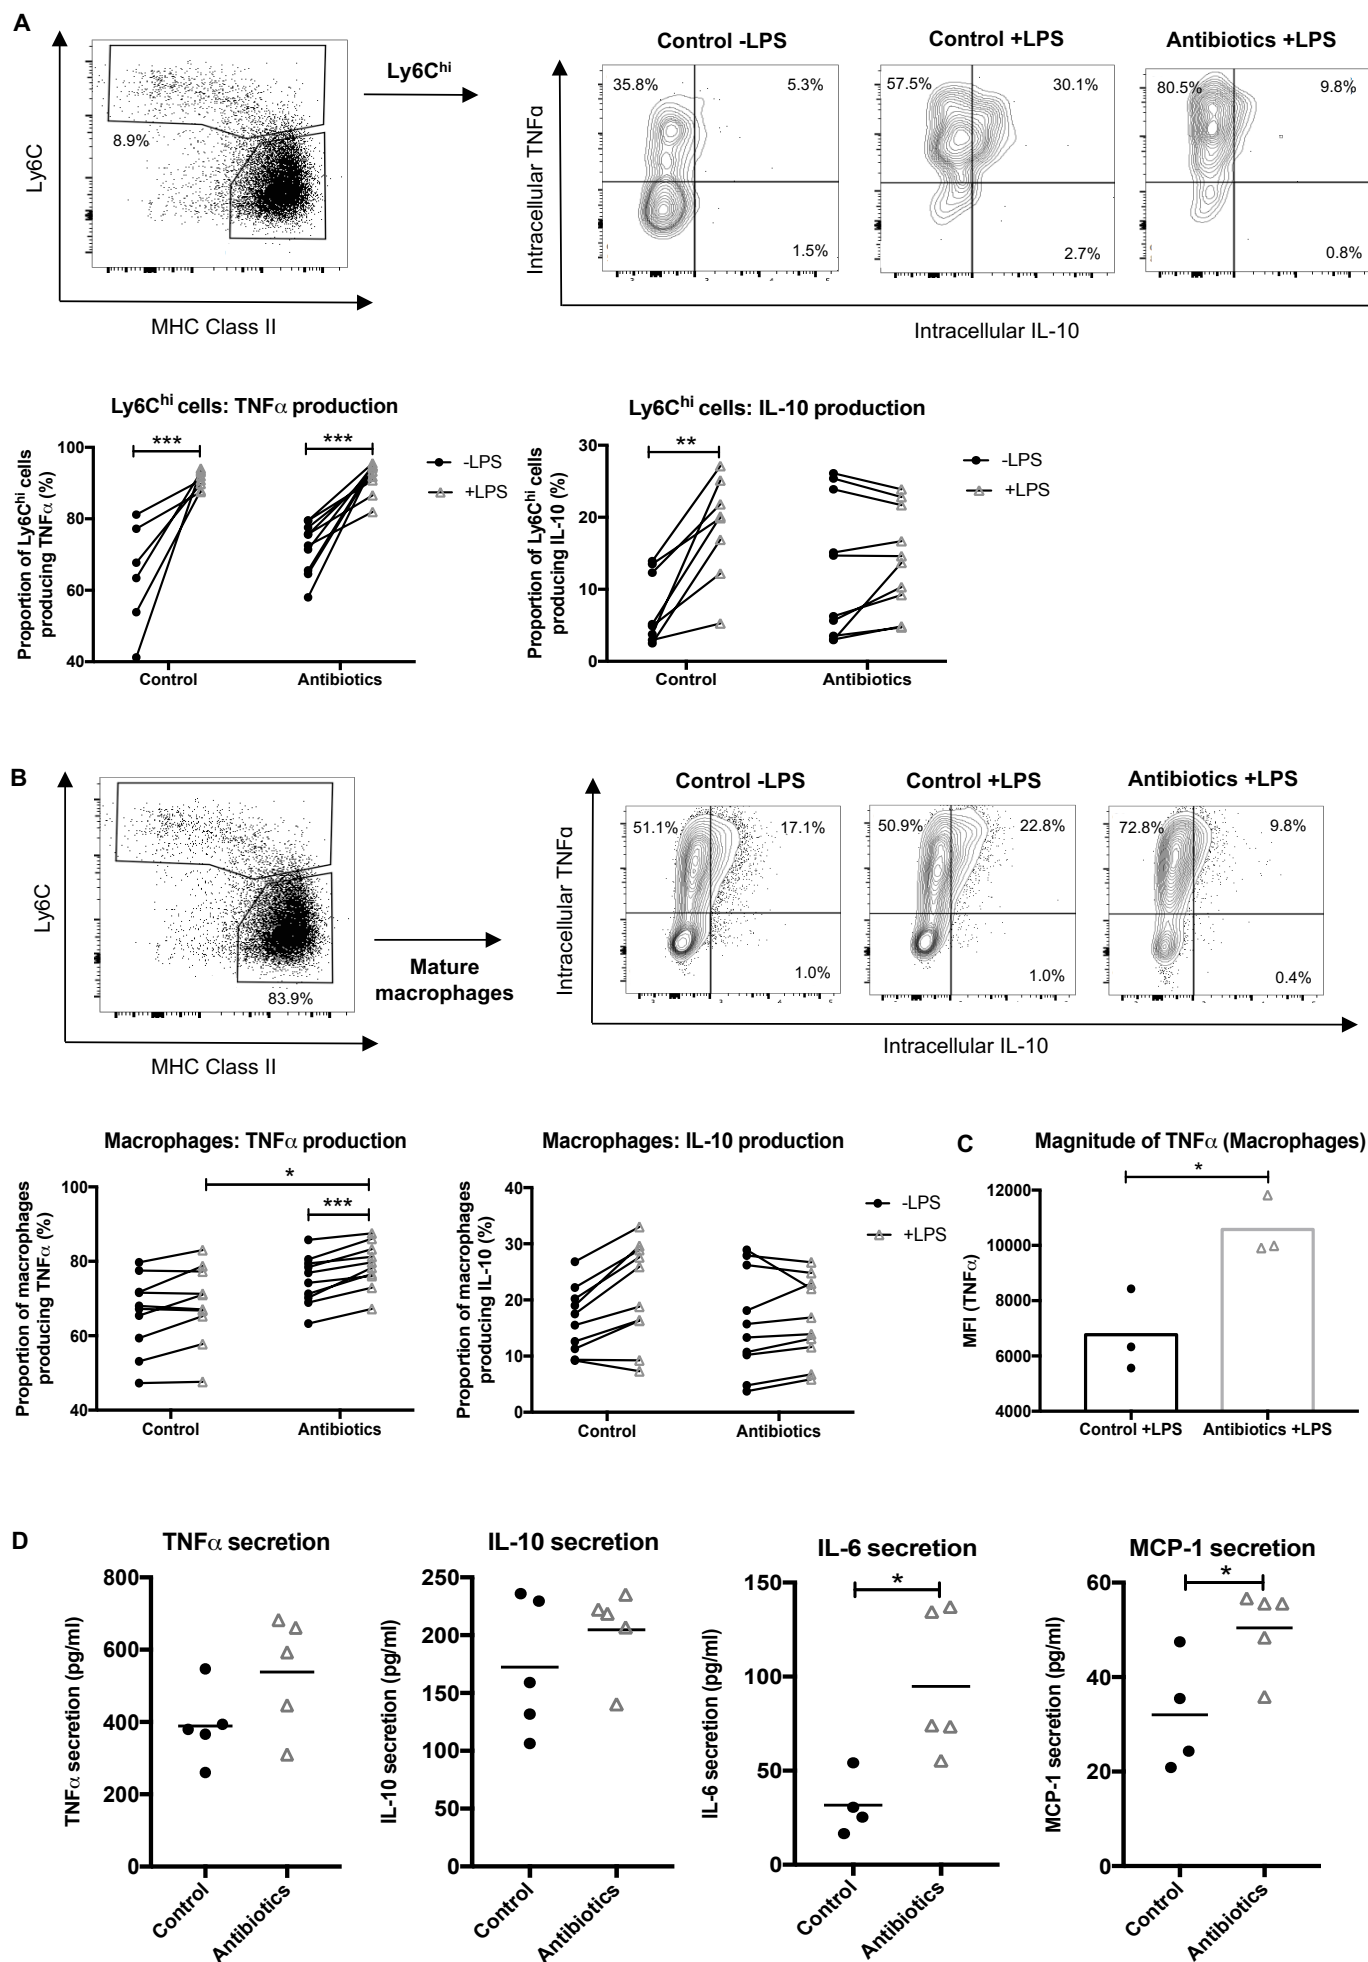 A
Ly6C
8.9%
MHC Class II
Ly6Chi
Control -LPS
Control +LPS
Antibiotics +LPS
Intracellular TNFα
35.8%
5.3%
1.5%
57.5%
30.1%
2.7%
80.5%
9.8%
0.8%
Intracellular IL-10
Ly6Chi cells: TNFα production
Proportion of Ly6Chi cells
producing TNFα (%)
100
80
60
40
***
***
Control
Antibiotics
-LPS
+LPS
Ly6Chi cells: IL-10 production
Proportion of Ly6Chi cells
producing IL-10 (%)
30
20
10
0
**
Control
Antibiotics
-LPS
+LPS
B
Ly6C
83.9%
MHC Class II
Mature
macrophages
Control -LPS
Control +LPS
Antibiotics +LPS
Intracellular TNFα
51.1%
17.1%
1.0%
50.9%
22.8%
1.0%
72.8%
9.8%
0.4%
Intracellular IL-10
Macrophages: TNFα production
Proportion of macrophages
producing TNFα (%)
100
80
60
40
*
***
Control
Antibiotics
Macrophages: IL-10 production
Proportion of macrophages
producing IL-10 (%)
40
30
20
10
0
Control
Antibiotics
-LPS
+LPS
C
Magnitude of TNFα (Macrophages)
MFI (TNFα)
12000
10000
8000
6000
4000
*
Control +LPS
Antibiotics +LPS
D
TNFα secretion
TNFα secretion (pg/ml)
800
600
400
200
0
Control
Antibiotics
IL-10 secretion
IL-10 secretion (pg/ml)
250
200
150
100
50
0
Control
Antibiotics
IL-6 secretion
IL-6 secretion (pg/ml)
150
100
50
0
*
Control
Antibiotics
MCP-1 secretion
MCP-1 secretion (pg/ml)
60
40
20
0
*
Control
Antibiotics